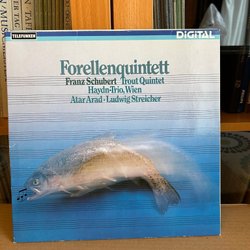 TELEFUNKEN
DIGITAL
Forellenquintett
Franz Schubert Trout Quintet
Haydn-Trio, Wien
Atar Arad · Ludwig Streicher